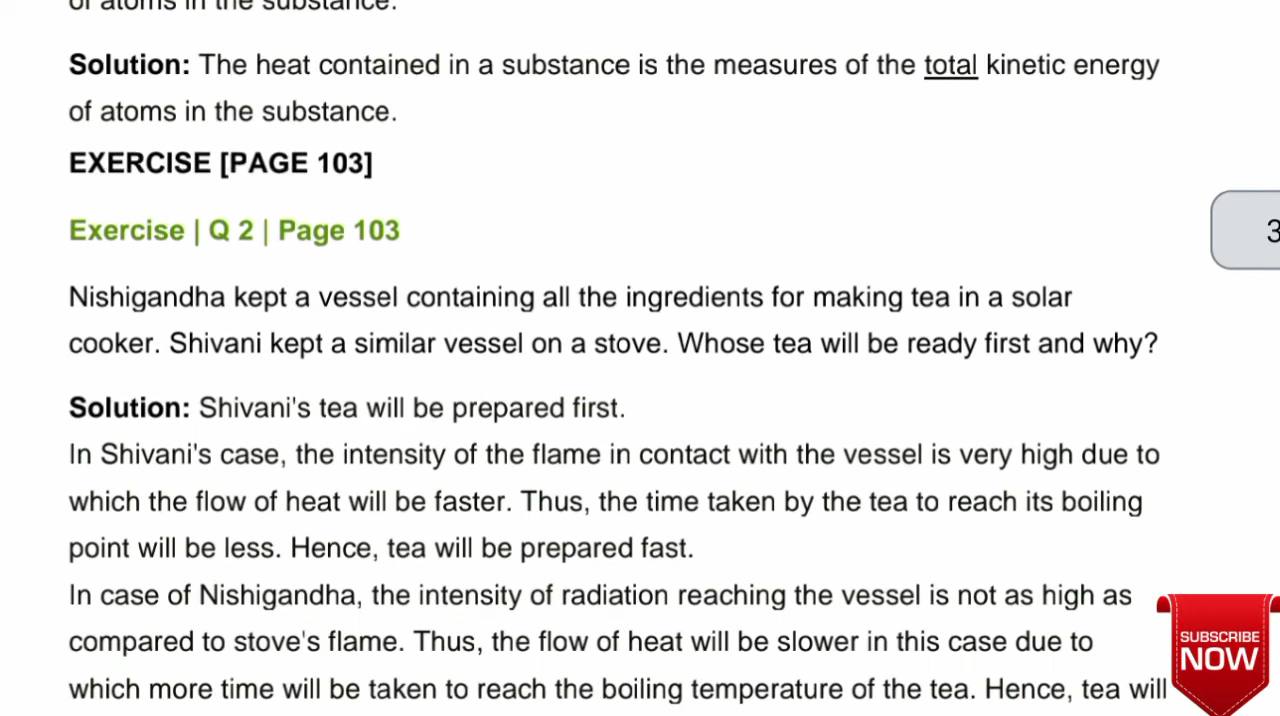 of atoms in the substance.
Solution: The heat contained in a substance is the measures of the total kinetic energy
of atoms in the substance.
EXERCISE [PAGE 103]
Exercise | Q 2 | Page 103
3
Nishigandha kept a vessel containing all the ingredients for making tea in a solar
cooker. Shivani kept a similar vessel on a stove. Whose tea will be ready first and why?
Solution: Shivani's tea will be prepared first.
In Shivani's case, the intensity of the flame in contact with the vessel is very high due to
which the flow of heat will be faster. Thus, the time taken by the tea to reach its boiling
point will be less. Hence, tea will be prepared fast.
In case of Nishigandha, the intensity of radiation reaching the vessel is not as high as
compared to stove's flame. Thus, the flow of heat will be slower in this case due to
which more time will be taken to reach the boiling temperature of the tea. Hence, tea will
SUBSCRIBE
NOW